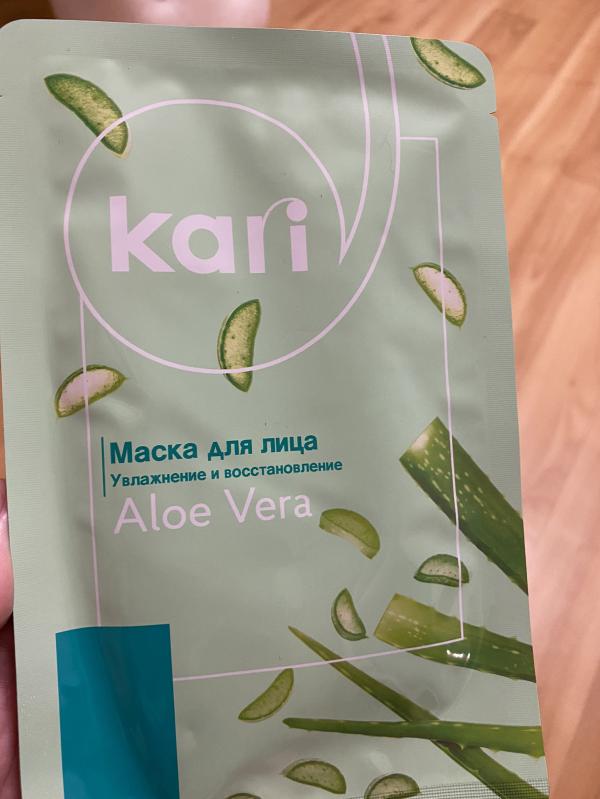 kari
Маска для лица
Увлажнение и восстановление
Aloe Vera